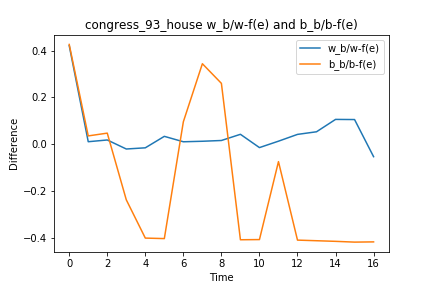 congress_93_house w_b/w-f(e) and b_b/b-f(e)
w_b/w-f(e)
b_b/b-f(e)
Difference
0.4
0.2
0.0
−0.2
−0.4
0 2 4 6 8 10 12 14 16
Time